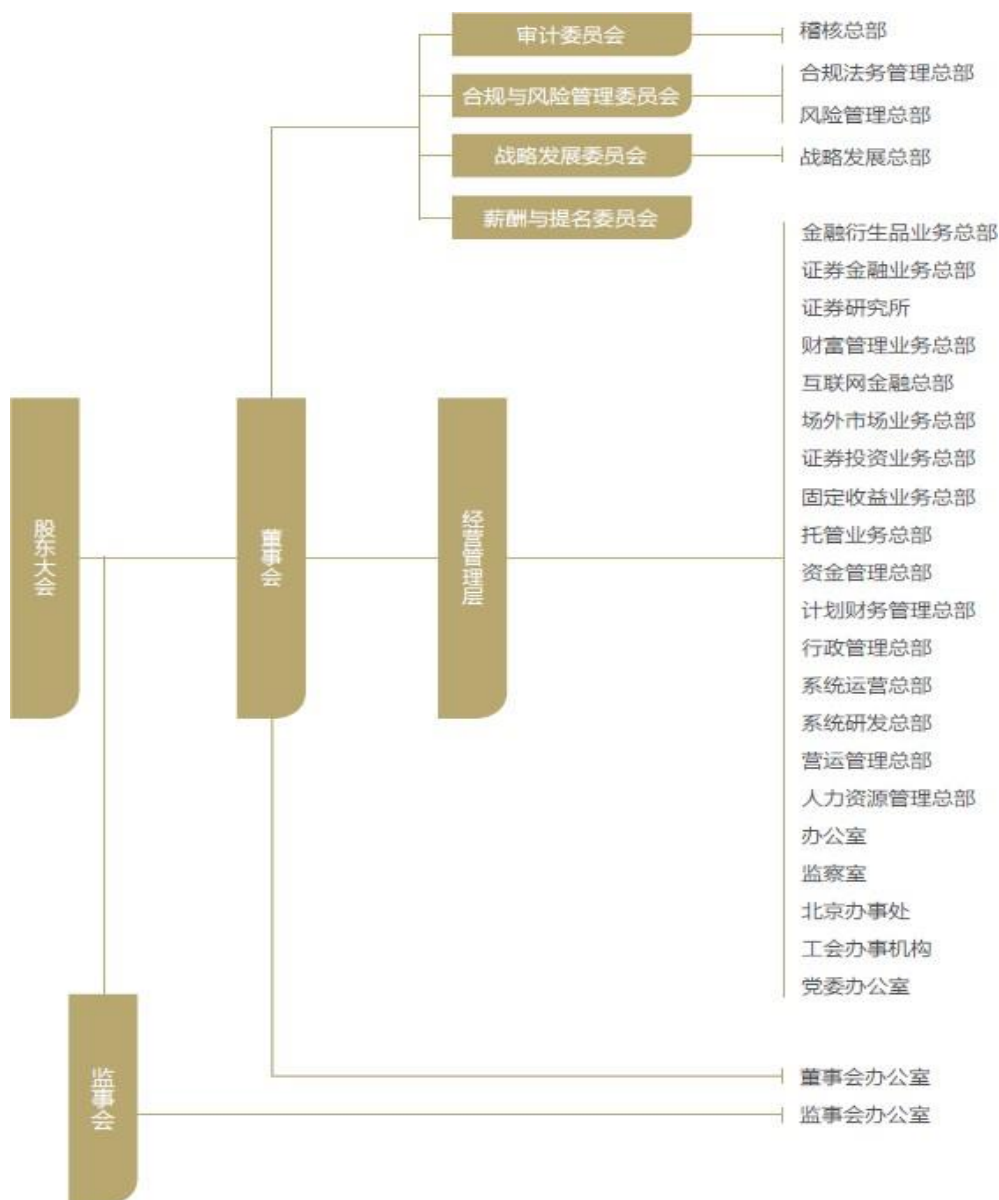 审计委员会
稽核总部
合规与风险管理委员会
合规法务管理总部
风险管理总部
战略发展委员会
战略发展总部
薪酬与提名委员会
金融衍生品业务总部
证券金融业务总部
证券研究所
财富管理业务总部
互联网金融总部
场外市场业务总部
证券投资业务总部
固定收益业务总部
托管业务总部
资金管理总部
计划财务管理总部
行政管理总部
系统运营总部
系统研发总部
营运管理总部
人力资源管理总部
办公室
监察室
北京办事处
工会办事机构
党委办公室
股东大会
董事会
经营管理层
监事会
董事会办公室
监事会办公室